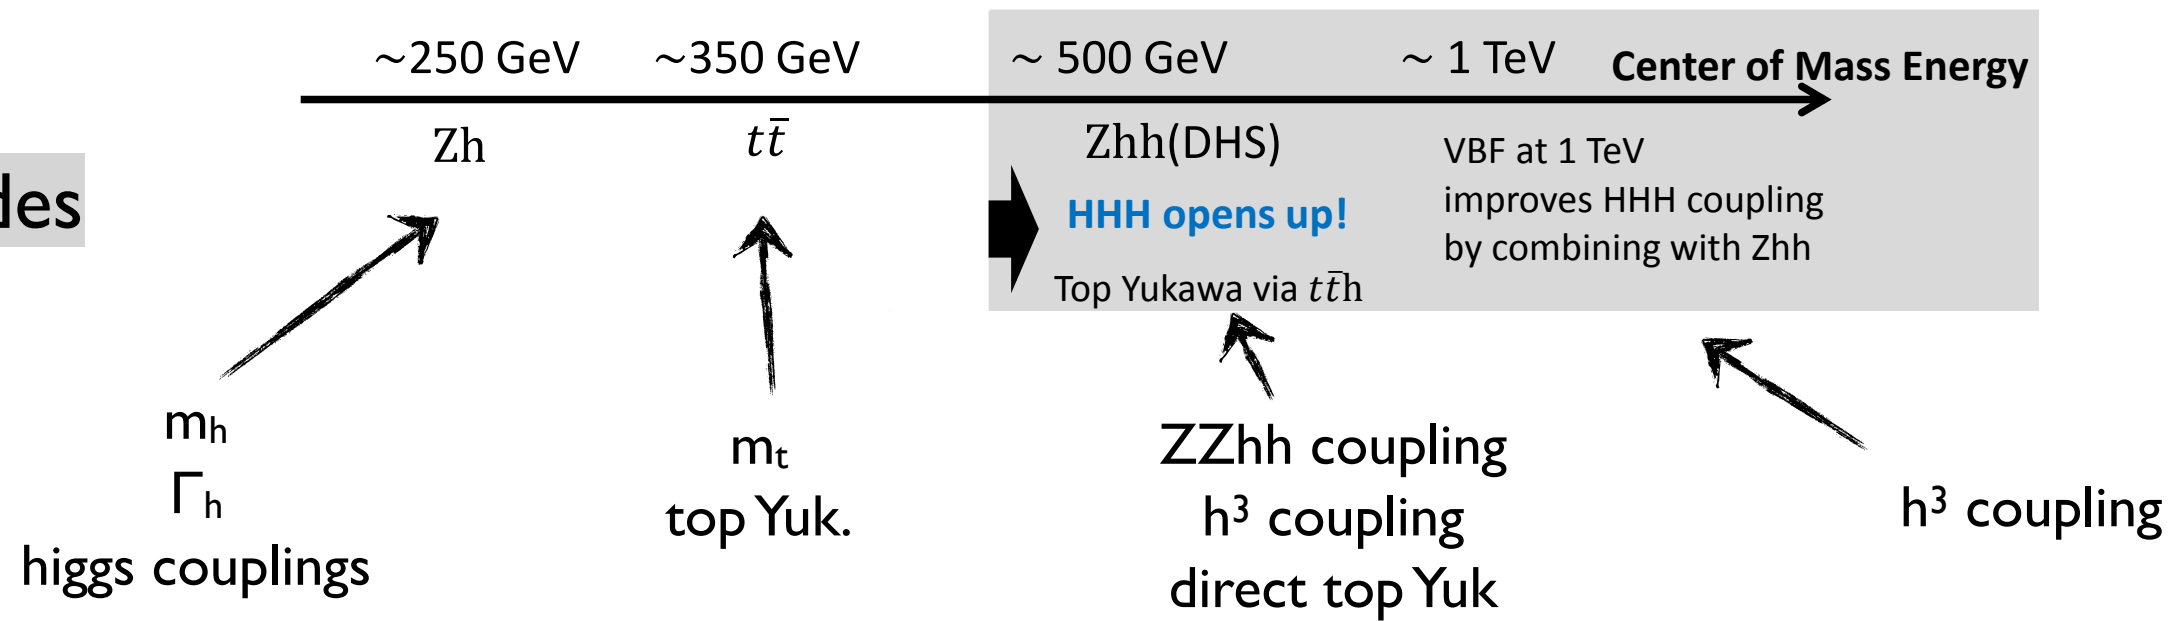 ~250 GeV ~350 GeV ~ 500 GeV ~ 1 TeV Center of Mass Energy
Zh tt̄ Zhh(DHS)
VBF at 1 TeV
improves HHH coupling
by combining with Zhh
HHH opens up!
Top Yukawa via tt̄h
mₕ
Γₕ
higgs couplings
mₜ
top Yuk.
ZZhh coupling
h³ coupling
direct top Yuk
h³ coupling